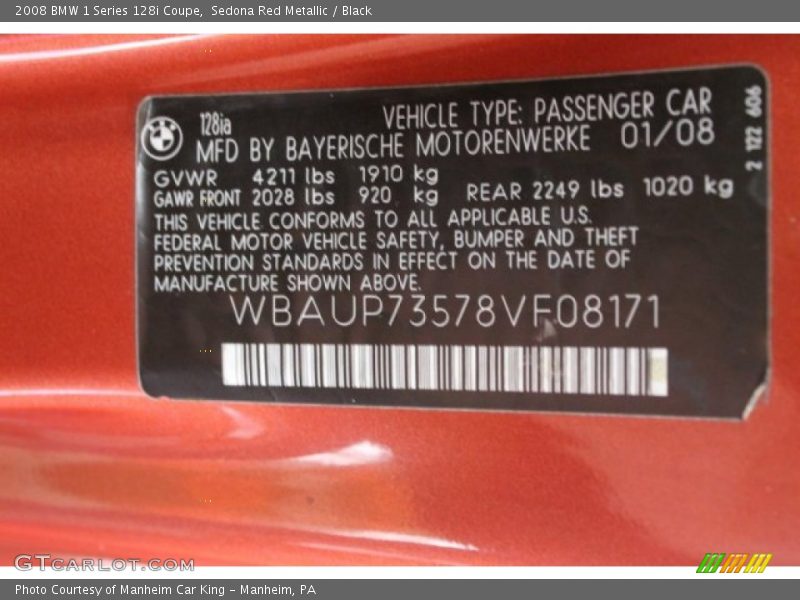 2008 BMW 1 Series 128i Coupe, Sedona Red Metallic / Black
128ia
VEHICLE TYPE: PASSENGER CAR
MFD BY BAYERISCHE MOTORENWERKE 01/08
2 122 606
GVWR 4211 lbs 1910 kg
GAWR FRONT 2028 lbs 920 kg REAR 2249 lbs 1020 kg
THIS VEHICLE CONFORMS TO ALL APPLICABLE U.S.
FEDERAL MOTOR VEHICLE SAFETY, BUMPER AND THEFT
PREVENTION STANDARDS IN EFFECT ON THE DATE OF
MANUFACTURE SHOWN ABOVE.
WBAUP73578VF08171
GTCARLOT.COM
Photo Courtesy of Manheim Car King - Manheim, PA